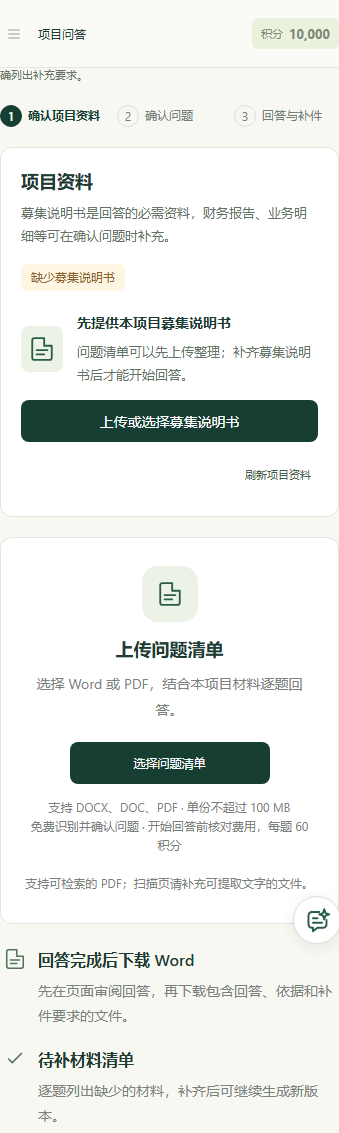 项目问答
积分 10,000
确列出补充要求。
1 确认项目资料 2 确认问题 3 回答与补件
项目资料
募集说明书是回答的必需资料，财务报告、业务明
细等可在确认问题时补充。
缺少募集说明书
先提供本项目募集说明书
问题清单可以先上传整理；补齐募集说明
书后才能开始回答。
上传或选择募集说明书
刷新项目资料
上传问题清单
选择 Word 或 PDF，结合本项目材料逐题回
答。
选择问题清单
支持 DOCX、DOC、PDF · 单份不超过 100 MB
免费识别并确认问题 · 开始回答前核对费用，每题 60
积分
支持可检索的 PDF；扫描页请补充可提取文字的文件。
回答完成后下载 Word
先在页面审阅回答，再下载包含回答、依据和补
件要求的文件。
待补材料清单
逐题列出缺少的材料，补齐后可继续生成新版
本。